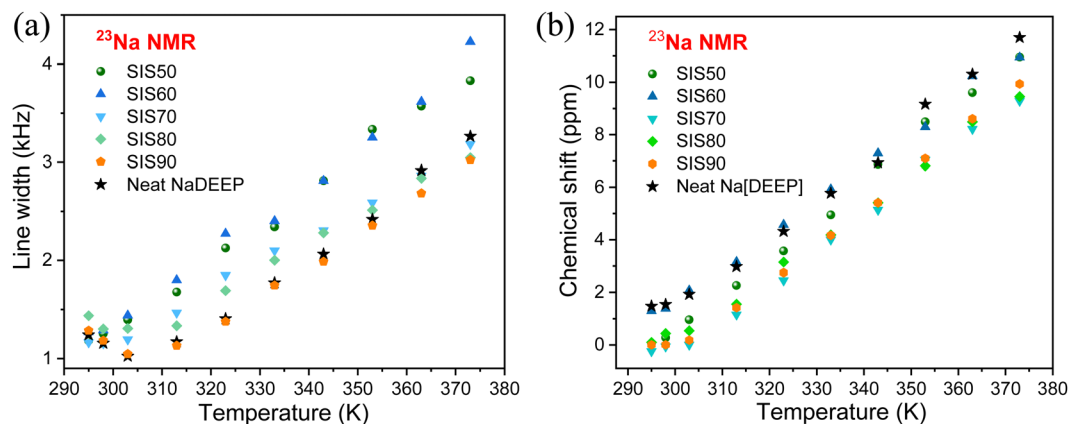 (a)
²³Na NMR
SIS50
SIS60
SIS70
SIS80
SIS90
Neat NaDEEP
Line width (kHz)
4
3
2
1
290 300 310 320 330 340 350 360 370 380
Temperature (K)
(b)
²³Na NMR
SIS50
SIS60
SIS70
SIS80
SIS90
Neat Na[DEEP]
Chemical shift (ppm)
12
10
8
6
4
2
0
290 300 310 320 330 340 350 360 370 380
Temperature (K)